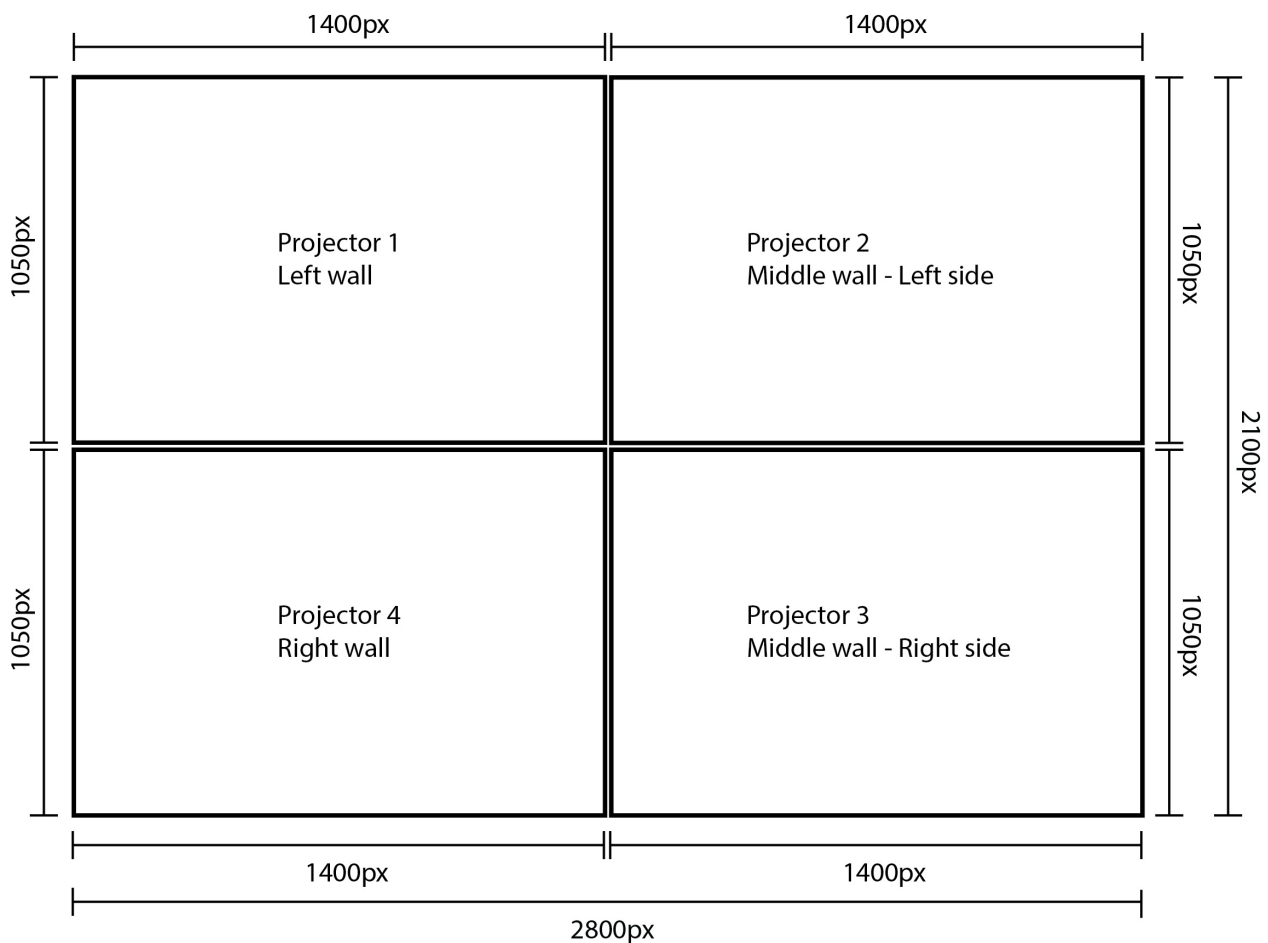 1400px
1400px
1050px
Projector 1
Left wall
Projector 2
Middle wall - Left side
1050px
2100px
1050px
Projector 4
Right wall
Projector 3
Middle wall - Right side
1050px
1400px
1400px
2800px